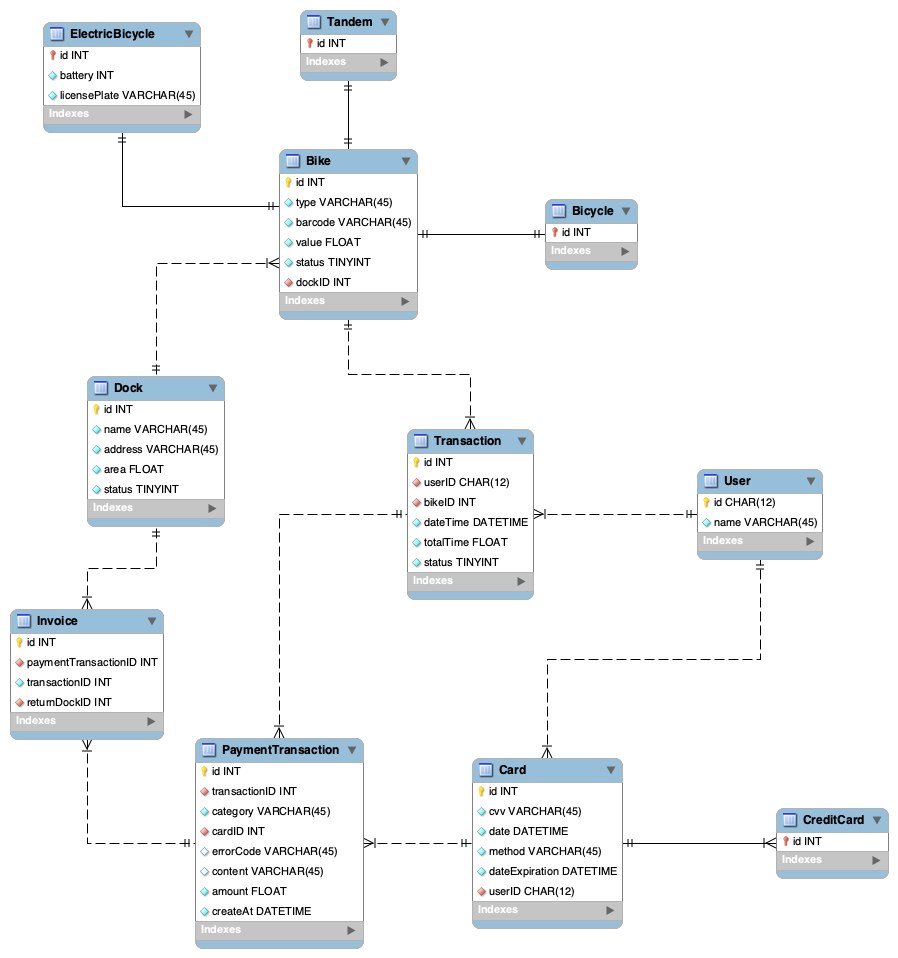 ElectricBicycle
id INT
battery INT
licensePlate VARCHAR(45)
Indexes
Tandem
id INT
Indexes
Bike
id INT
type VARCHAR(45)
barcode VARCHAR(45)
value FLOAT
status TINYINT
dockID INT
Indexes
Bicycle
id INT
Indexes
Dock
id INT
name VARCHAR(45)
address VARCHAR(45)
area FLOAT
status TINYINT
Indexes
Transaction
id INT
userID CHAR(12)
bikeID INT
dateTime DATETIME
totalTime FLOAT
status TINYINT
Indexes
User
id CHAR(12)
name VARCHAR(45)
Indexes
Invoice
id INT
paymentTransactionID INT
transactionID INT
returnDockID INT
Indexes
PaymentTransaction
id INT
transactionID INT
category VARCHAR(45)
cardID INT
errorCode VARCHAR(45)
content VARCHAR(45)
amount FLOAT
createAt DATETIME
Indexes
Card
id INT
cvv VARCHAR(45)
date DATETIME
method VARCHAR(45)
dateExpiration DATETIME
userID CHAR(12)
Indexes
CreditCard
id INT
Indexes